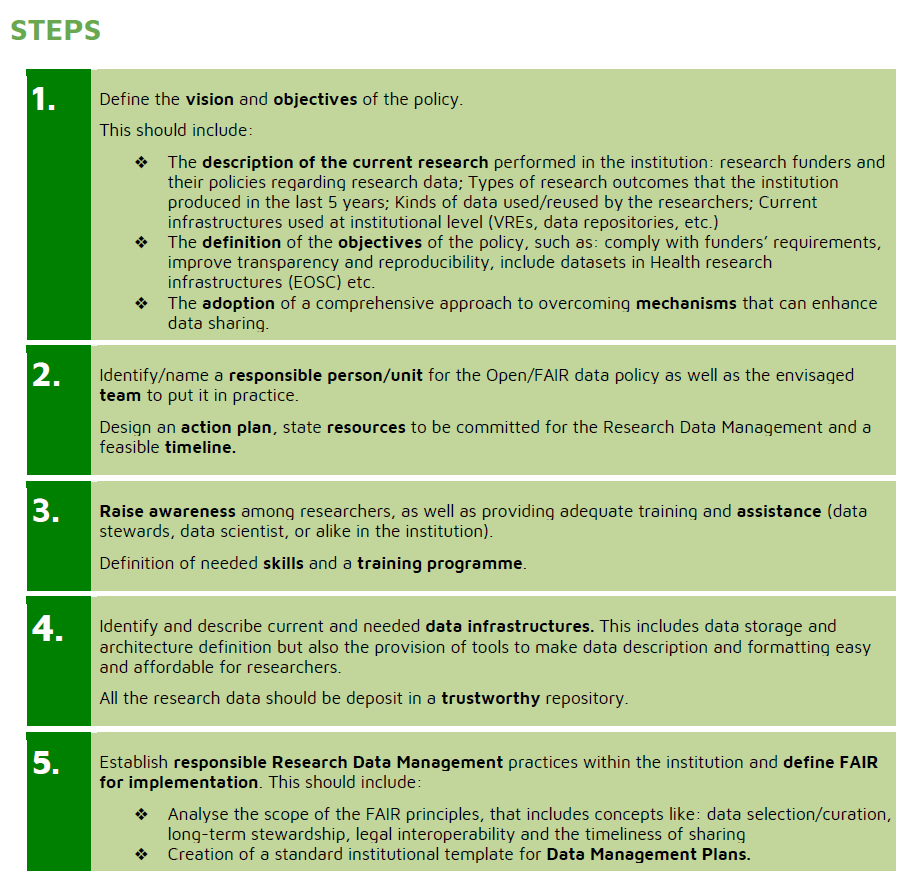 STEPS
1.
Define the vision and objectives of the policy.
This should include:
❖ The description of the current research performed in the institution: research funders and
their policies regarding research data; Types of research outcomes that the institution
produced in the last 5 years; Kinds of data used/reused by the researchers; Current
infrastructures used at institutional level (VREs, data repositories, etc.)
❖ The definition of the objectives of the policy, such as: comply with funders’ requirements,
improve transparency and reproducibility, include datasets in Health research
infrastructures (EOSC) etc.
❖ The adoption of a comprehensive approach to overcoming mechanisms that can enhance
data sharing.
2.
Identify/name a responsible person/unit for the Open/FAIR data policy as well as the envisaged
team to put it in practice.
Design an action plan, state resources to be committed for the Research Data Management and a
feasible timeline.
3.
Raise awareness among researchers, as well as providing adequate training and assistance (data
stewards, data scientist, or alike in the institution).
Definition of needed skills and a training programme.
4.
Identify and describe current and needed data infrastructures. This includes data storage and
architecture definition but also the provision of tools to make data description and formatting easy
and affordable for researchers.
All the research data should be deposit in a trustworthy repository.
5.
Establish responsible Research Data Management practices within the institution and define FAIR
for implementation. This should include:
❖ Analyse the scope of the FAIR principles, that includes concepts like: data selection/curation,
long-term stewardship, legal interoperability and the timeliness of sharing
❖ Creation of a standard institutional template for Data Management Plans.